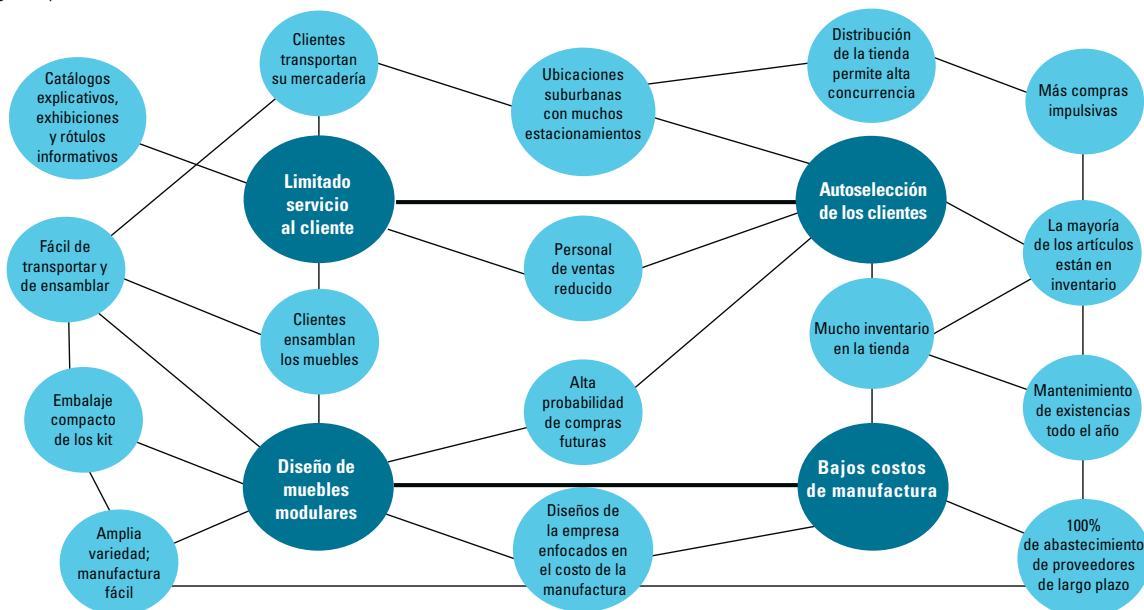 Clientes
transportan
su mercadería
Distribución
de la tienda
permite alta
concurrencia
Catálogos
explicativos,
exhibiciones
y rótulos
informativos
Ubicaciones
suburbanas
con muchos
estacionamientos
Más compras
impulsivas
Limitado
servicio
al cliente
Autoselección
de los clientes
Fácil de
transportar y
de ensamblar
Personal
de ventas
reducido
La mayoría
de los artículos
están en
inventario
Clientes
ensamblan
los muebles
Mucho inventario
en la tienda
Embalaje
compacto
de los kit
Alta
probabilidad
de compras
futuras
Mantenimiento
de existencias
todo el año
Diseño de
muebles
modulares
Bajos costos
de manufactura
Amplia
variedad;
manufactura
fácil
Diseños de
la empresa
enfocados en
el costo de la
manufactura
100%
de abastecimiento
de proveedores
de largo plazo